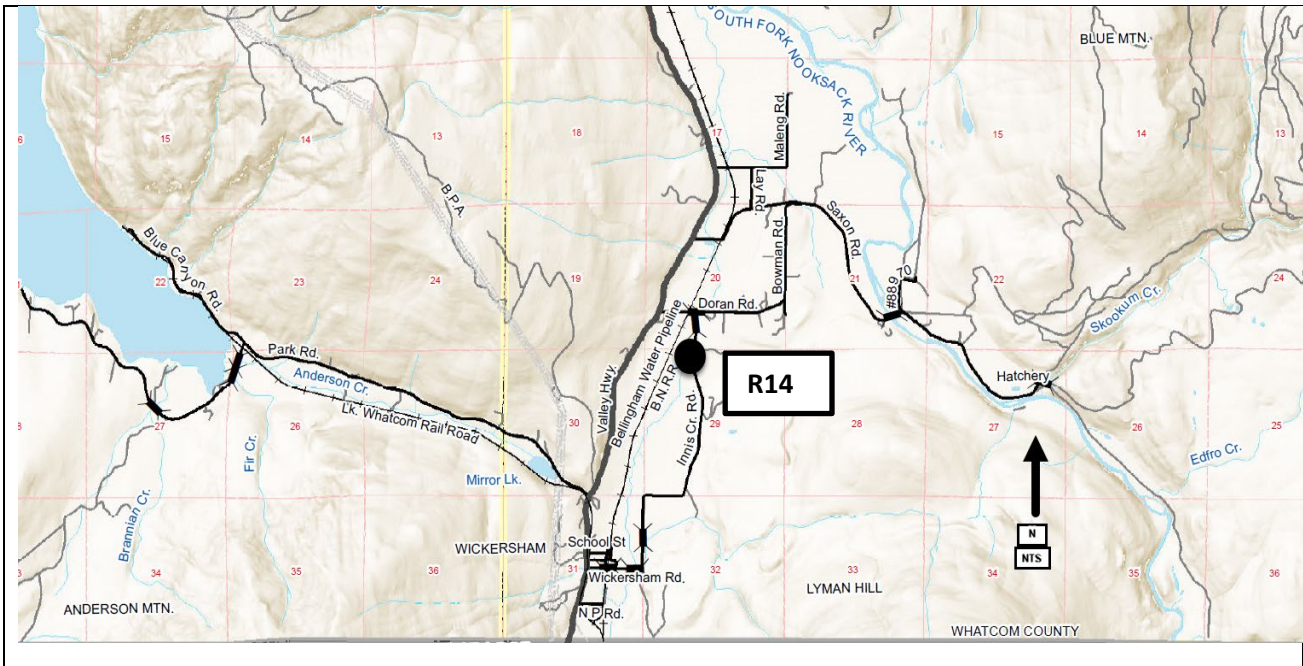 SOUTH FORK NOOKSACK RIVER
BLUE MTN.
15
14
13
18
17
Maleng Rd.
15
14
13
B.P.A.
Lay Rd.
Saxon Rd.
Blue Canyon Rd.
22
23
24
19
20
Bowman Rd.
21
22
23
24
#889
70
Skookum Cr.
Doran Rd.
Park Rd.
Anderson Cr.
Lk. Whatcom Rail Road
Valley Hwy.
Bellingham Water Pipeline
B.N.R.R.
R14
Hatchery
Innis Cr. Rd.
27
26
25
30
29
28
27
26
25
Fir Cr.
Edfro Cr.
Mirror Lk.
Brannian Cr.
WICKERSHAM
School St
N
NTS
34
35
36
31
Wickersham Rd.
32
33
34
35
36
ANDERSON MTN.
N P Rd.
LYMAN HILL
WHATCOM COUNTY